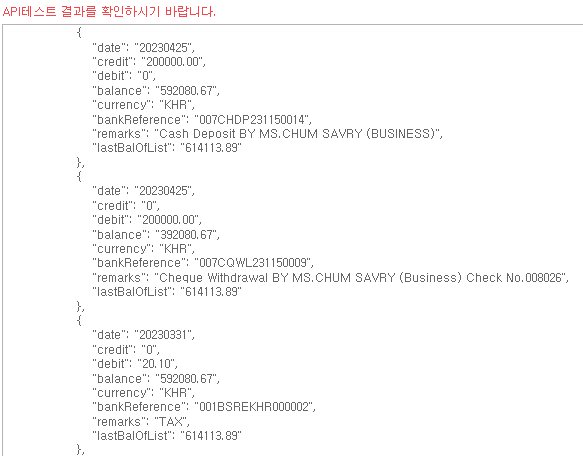 API테스트 결과를 확인하시기 바랍니다.
{
"date": "20230425",
"credit": "200000.00",
"debit": "0",
"balance": "592080.67",
"currency": "KHR",
"bankReference": "007CHDP231150014",
"remarks": "Cash Deposit BY MS.CHUM SAVRY (BUSINESS)",
"lastBalOfList": "614113.89"
},
{
"date": "20230425",
"credit": "0",
"debit": "200000.00",
"balance": "392080.67",
"currency": "KHR",
"bankReference": "007CQWL231150009",
"remarks": "Cheque Withdrawal BY MS.CHUM SAVRY (Business) Check No.008026",
"lastBalOfList": "614113.89"
},
{
"date": "20230331",
"credit": "0",
"debit": "20.10",
"balance": "592080.67",
"currency": "KHR",
"bankReference": "001BSREKHR000002",
"remarks": "TAX",
"lastBalOfList": "614113.89"
},